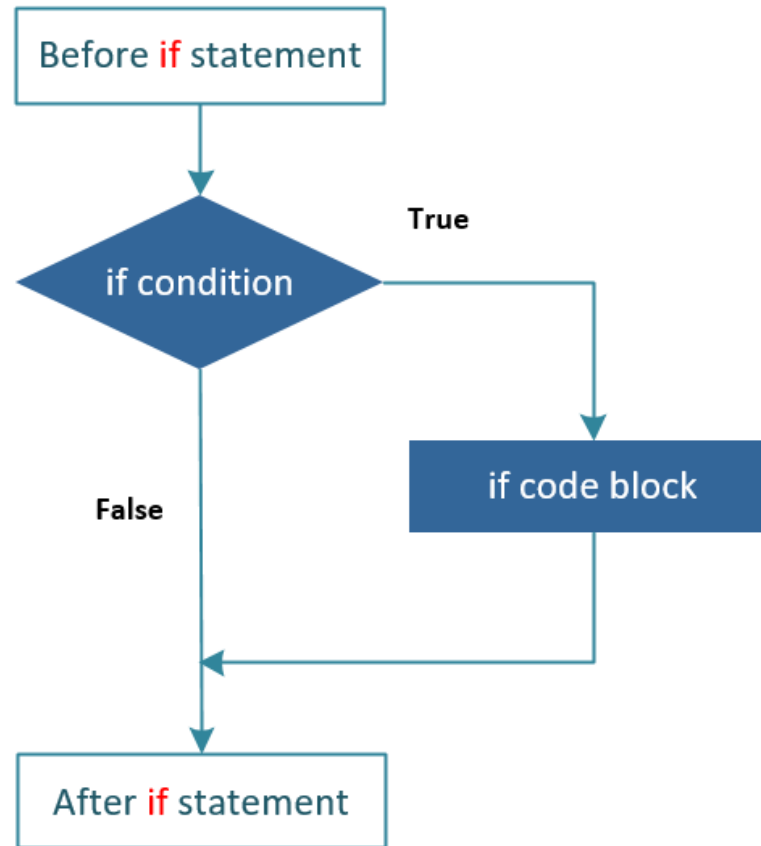 Before if statement
True
if condition
if code block
False
After if statement